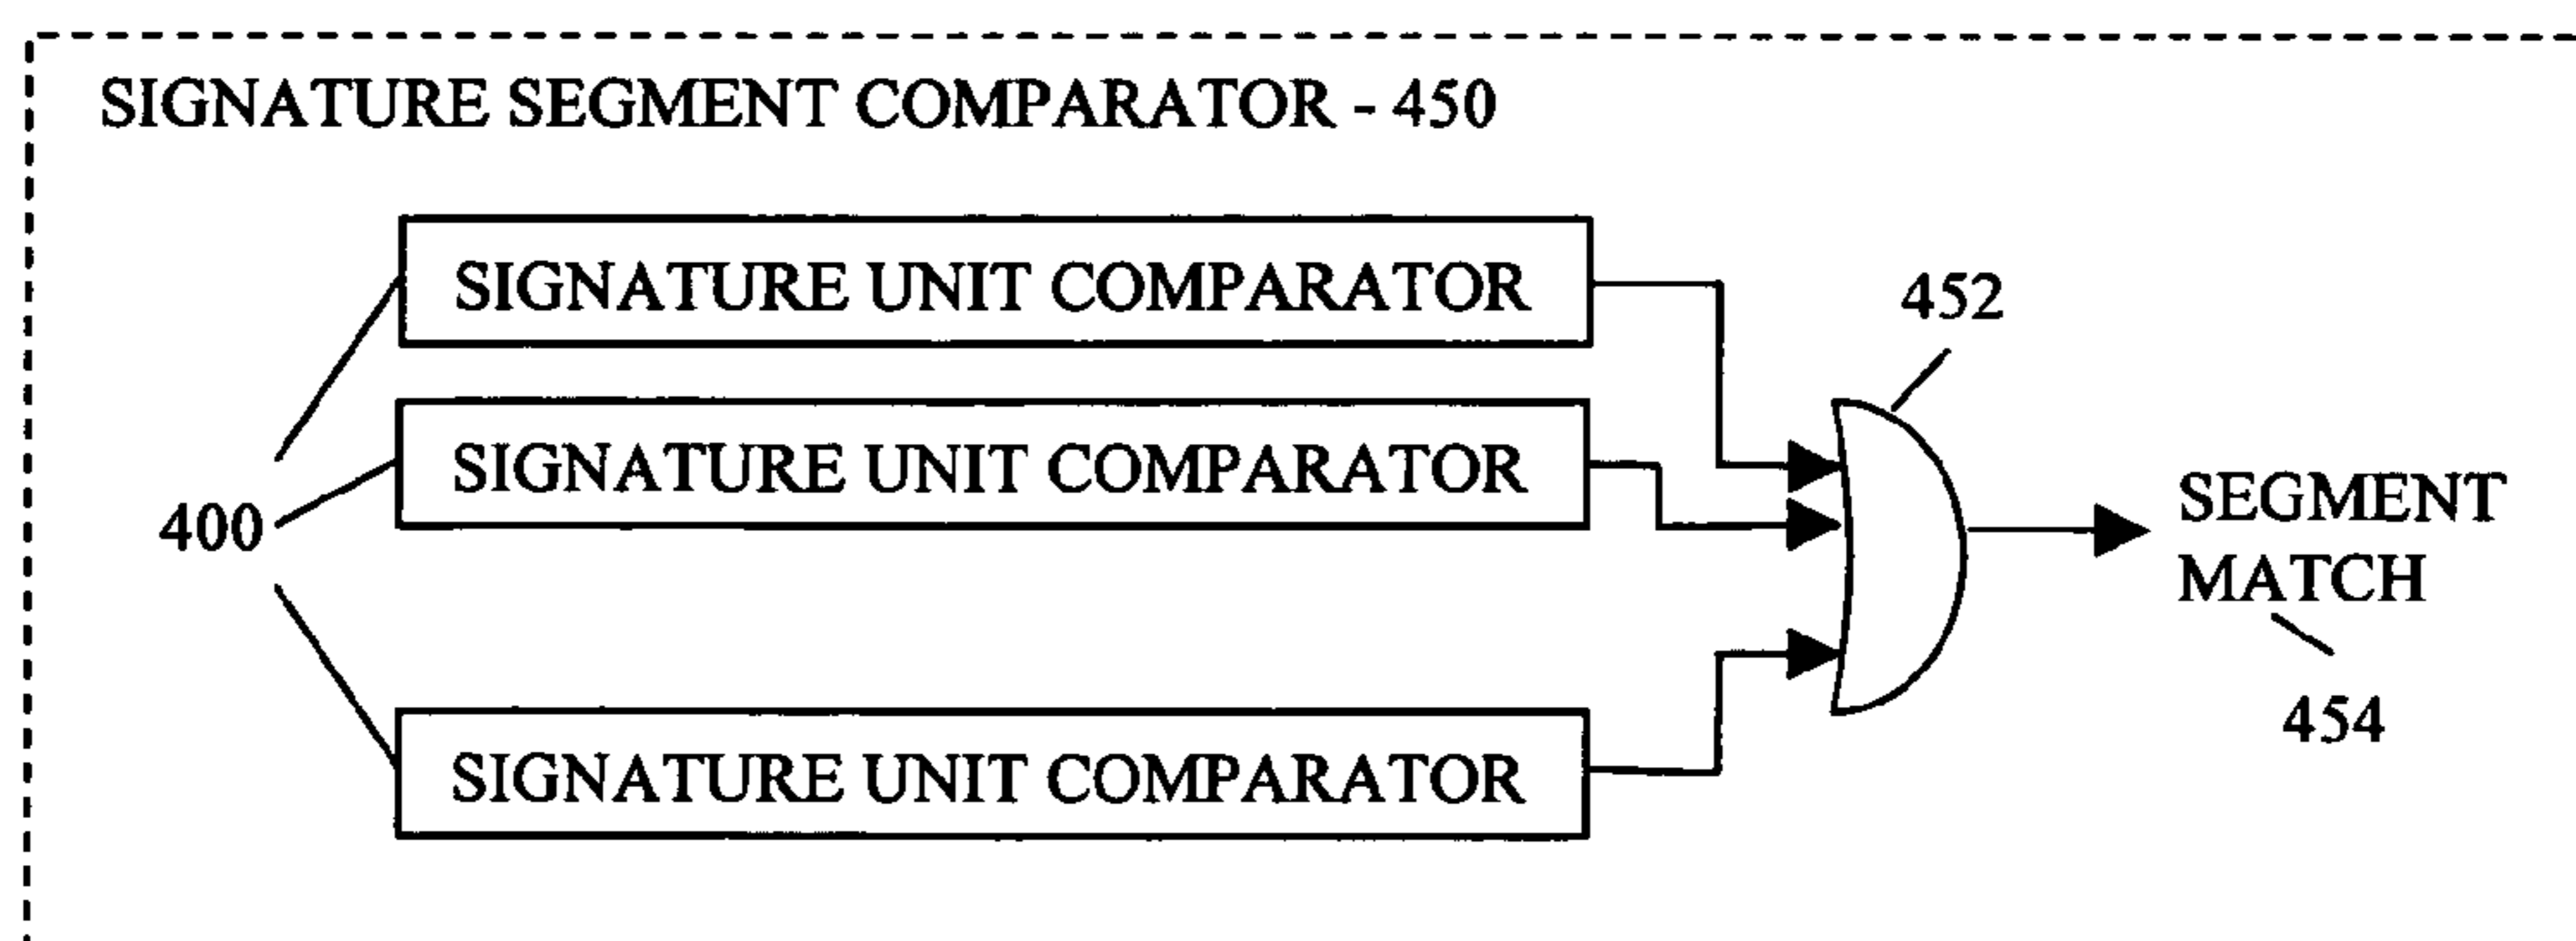 SIGNATURE SEGMENT COMPARATOR - 450
SIGNATURE UNIT COMPARATOR
452
SIGNATURE UNIT COMPARATOR
400
SEGMENT
MATCH
454
SIGNATURE UNIT COMPARATOR